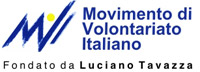 Movimento di
Volontariato
Italiano
Fondato da Luciano Tavazza